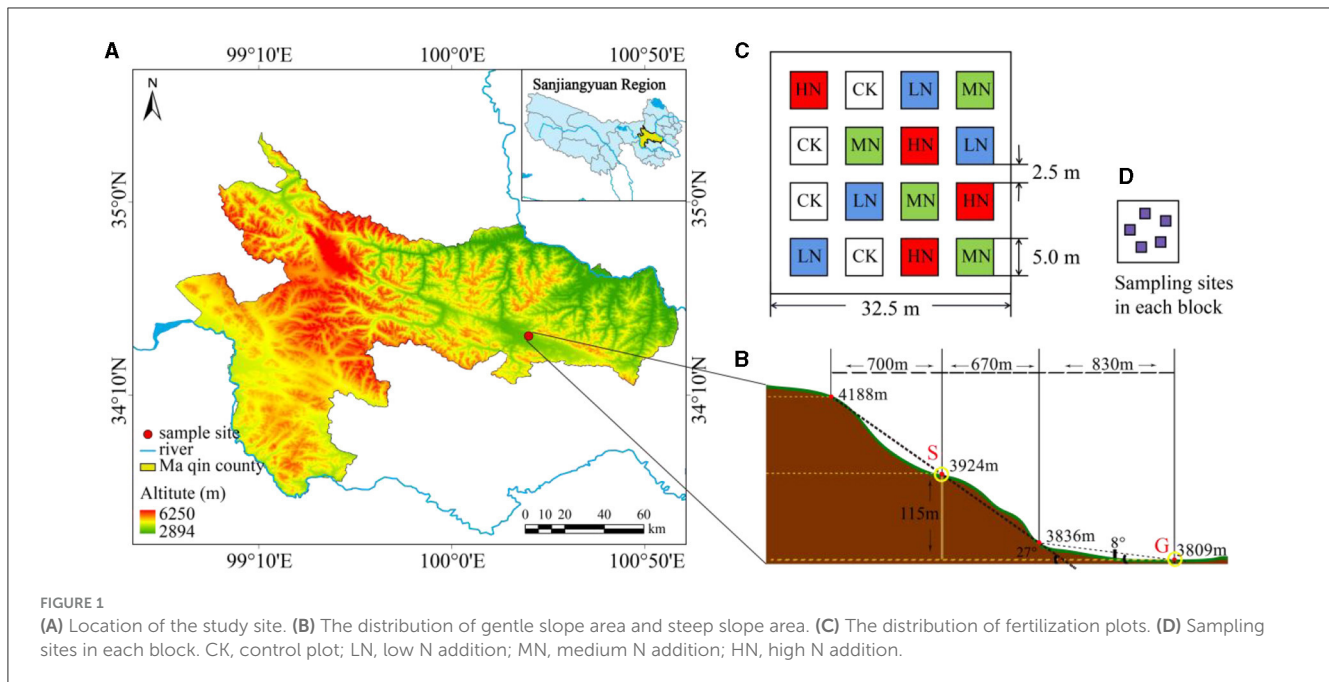 A
99°10'E
100°0'E
100°50'E
N
Sanjiangyuan Region
35°0'N
34°10'N
35°0'N
34°10'N
sample site
river
Ma qin county
Altitute (m)
6250
2894
0 10 20 40 60
km
99°10'E
100°0'E
100°50'E
C
HN CK LN MN
CK MN HN LN
CK LN MN HN
LN CK HN MN
2.5 m
5.0 m
32.5 m
D
Sampling sites
in each block
B
700m 670m 830m
4188m
S
3924m
115m
3836m
27°
8°
G
3809m
FIGURE 1
(A) Location of the study site. (B) The distribution of gentle slope area and steep slope area. (C) The distribution of fertilization plots. (D) Sampling
sites in each block. CK, control plot; LN, low N addition; MN, medium N addition; HN, high N addition.